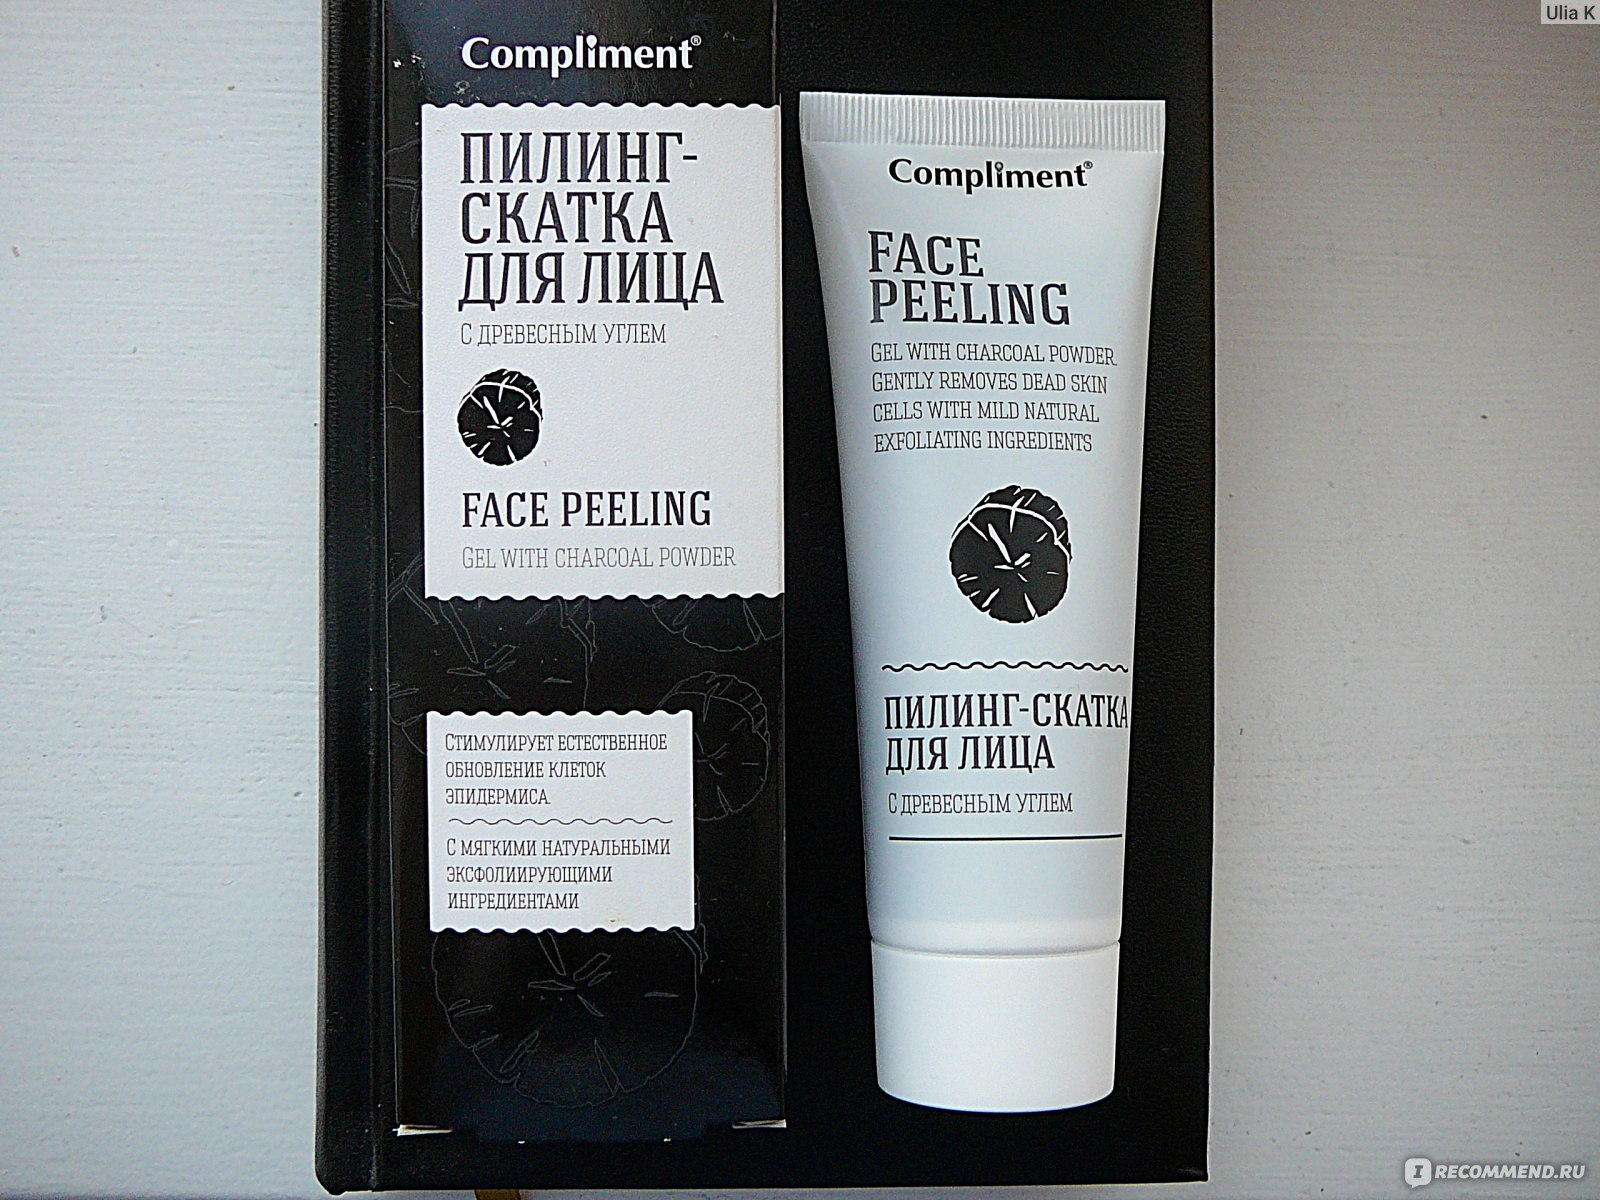 Ulia K
Compliment®
ПИЛИНГ-
СКАТКА
ДЛЯ ЛИЦА
С ДРЕВЕСНЫМ УГЛЕМ
FACE PEELING
GEL WITH CHARCOAL POWDER
СТИМУЛИРУЕТ ЕСТЕСТВЕННОЕ
ОБНОВЛЕНИЕ КЛЕТОК
ЭПИДЕРМИСА.
С МЯГКИМИ НАТУРАЛЬНЫМИ
ЭКСФОЛИИРУЮЩИМИ
ИНГРЕДИЕНТАМИ
Compliment®
FACE
PEELING
GEL WITH CHARCOAL POWDER.
GENTLY REMOVES DEAD SKIN
CELLS WITH MILD NATURAL
EXFOLIATING INGREDIENTS
ПИЛИНГ-СКАТКА
ДЛЯ ЛИЦА
С ДРЕВЕСНЫМ УГЛЕМ
IRECOMMEND.RU